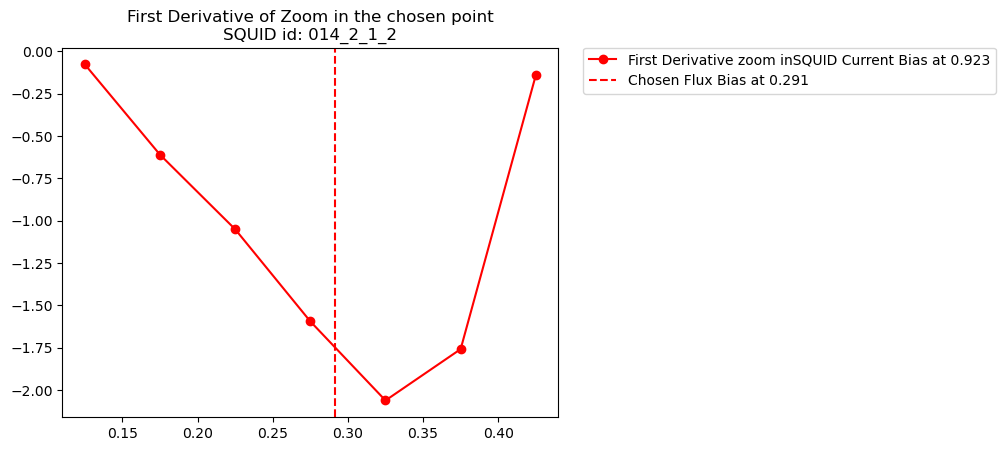 First Derivative of Zoom in the chosen point
SQUID id: 014_2_1_2
First Derivative zoom inSQUID Current Bias at 0.923
Chosen Flux Bias at 0.291
0.00
−0.25
−0.50
−0.75
−1.00
−1.25
−1.50
−1.75
−2.00
0.15 0.20 0.25 0.30 0.35 0.40